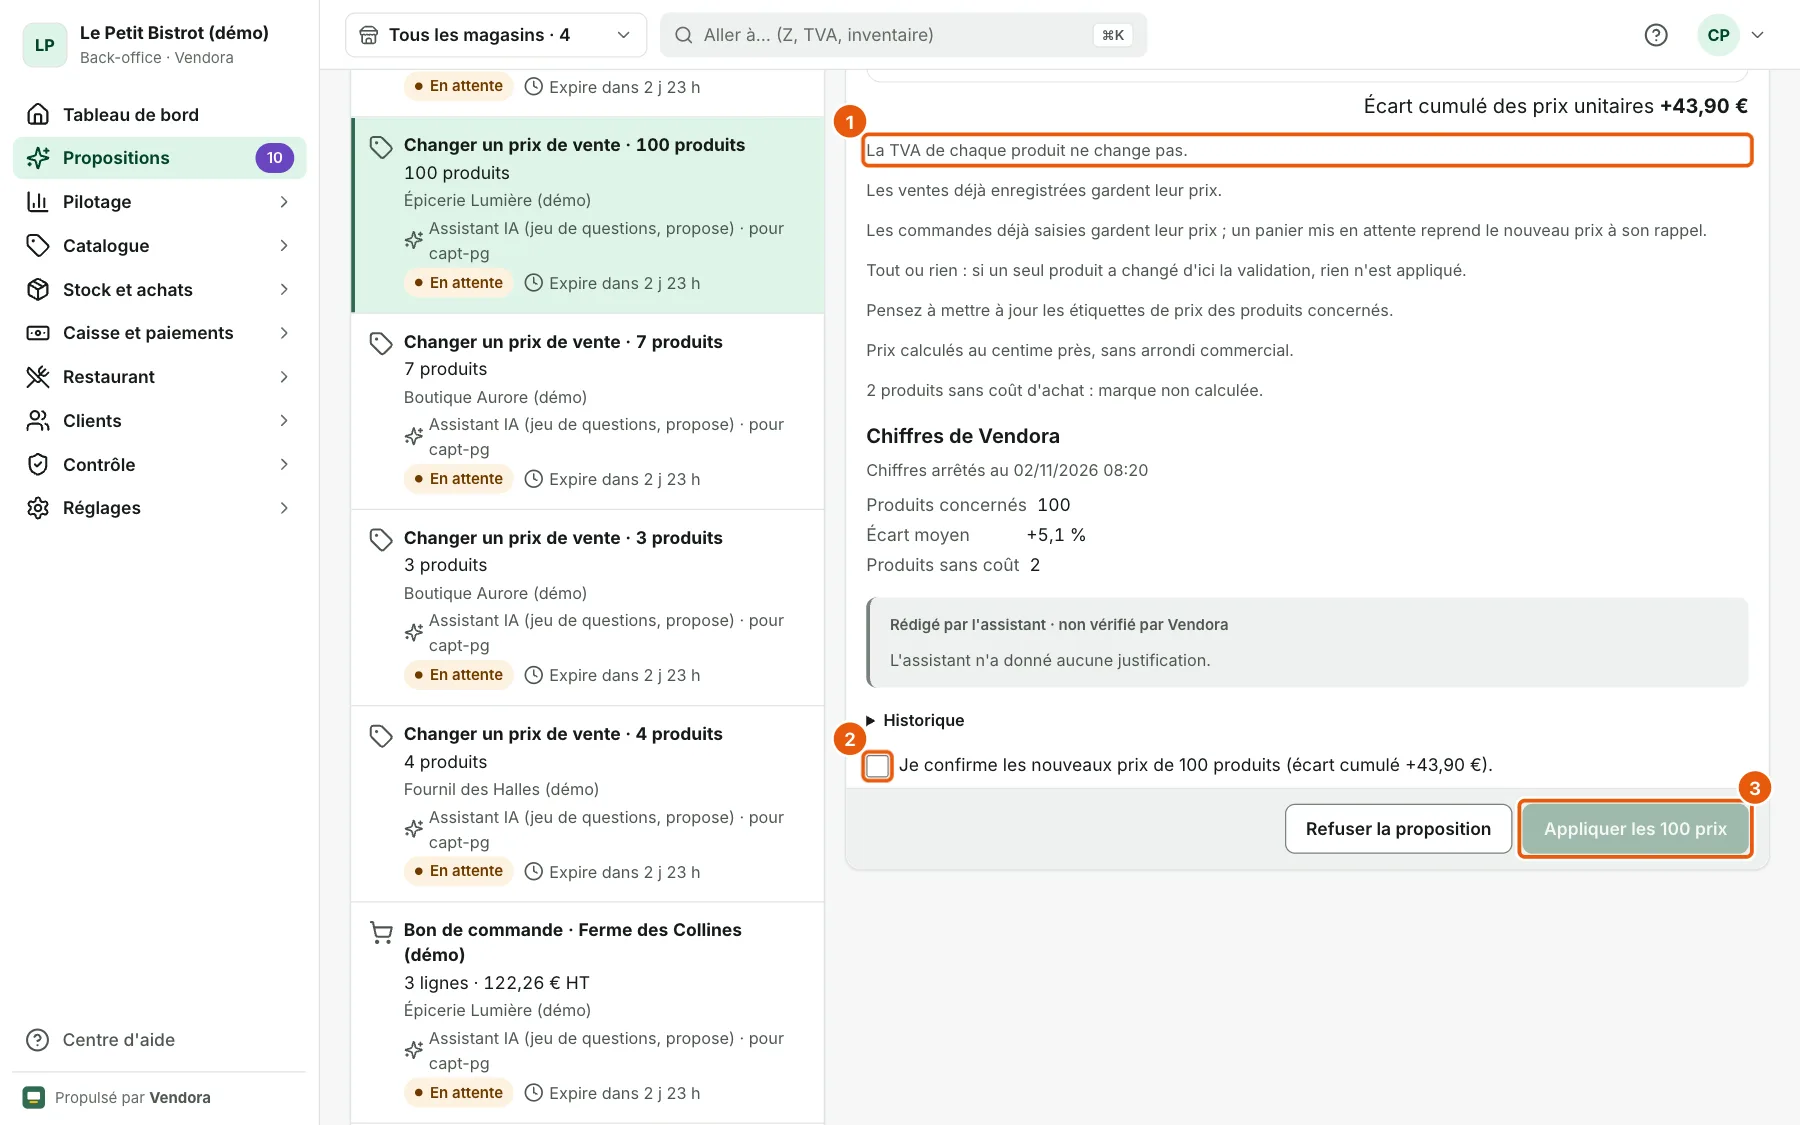 LP
Le Petit Bistrot (démo)
Back-office · Vendora
Tous les magasins · 4
Aller à... (Z, TVA, inventaire)
⌘K
CP
Tableau de bord
Propositions
10
Pilotage
Catalogue
Stock et achats
Caisse et paiements
Restaurant
Clients
Contrôle
Réglages
Centre d'aide
Propulsé par Vendora
En attente
Expire dans 2 j 23 h
Changer un prix de vente · 100 produits
100 produits
Épicerie Lumière (démo)
Assistant IA (jeu de questions, propose) · pour
capt-pg
En attente
Expire dans 2 j 23 h
Changer un prix de vente · 7 produits
7 produits
Boutique Aurore (démo)
Assistant IA (jeu de questions, propose) · pour
capt-pg
En attente
Expire dans 2 j 23 h
Changer un prix de vente · 3 produits
3 produits
Boutique Aurore (démo)
Assistant IA (jeu de questions, propose) · pour
capt-pg
En attente
Expire dans 2 j 23 h
Changer un prix de vente · 4 produits
4 produits
Fournil des Halles (démo)
Assistant IA (jeu de questions, propose) · pour
capt-pg
En attente
Expire dans 2 j 23 h
Bon de commande · Ferme des Collines
(démo)
3 lignes · 122,26 € HT
Épicerie Lumière (démo)
Assistant IA (jeu de questions, propose) · pour
capt-pg
En attente
Expire dans 2 j 23 h
Écart cumulé des prix unitaires +43,90 €
1
La TVA de chaque produit ne change pas.
Les ventes déjà enregistrées gardent leur prix.
Les commandes déjà saisies gardent leur prix ; un panier mis en attente reprend le nouveau prix à son rappel.
Tout ou rien : si un seul produit a changé d'ici la validation, rien n'est appliqué.
Pensez à mettre à jour les étiquettes de prix des produits concernés.
Prix calculés au centime près, sans arrondi commercial.
2 produits sans coût d'achat : marque non calculée.
Chiffres de Vendora
Chiffres arrêtés au 02/11/2026 08:20
Produits concernés 100
Écart moyen +5,1 %
Produits sans coût 2
Rédigé par l'assistant · non vérifié par Vendora
L'assistant n'a donné aucune justification.
Historique
2
Je confirme les nouveaux prix de 100 produits (écart cumulé +43,90 €).
3
Refuser la proposition
Appliquer les 100 prix